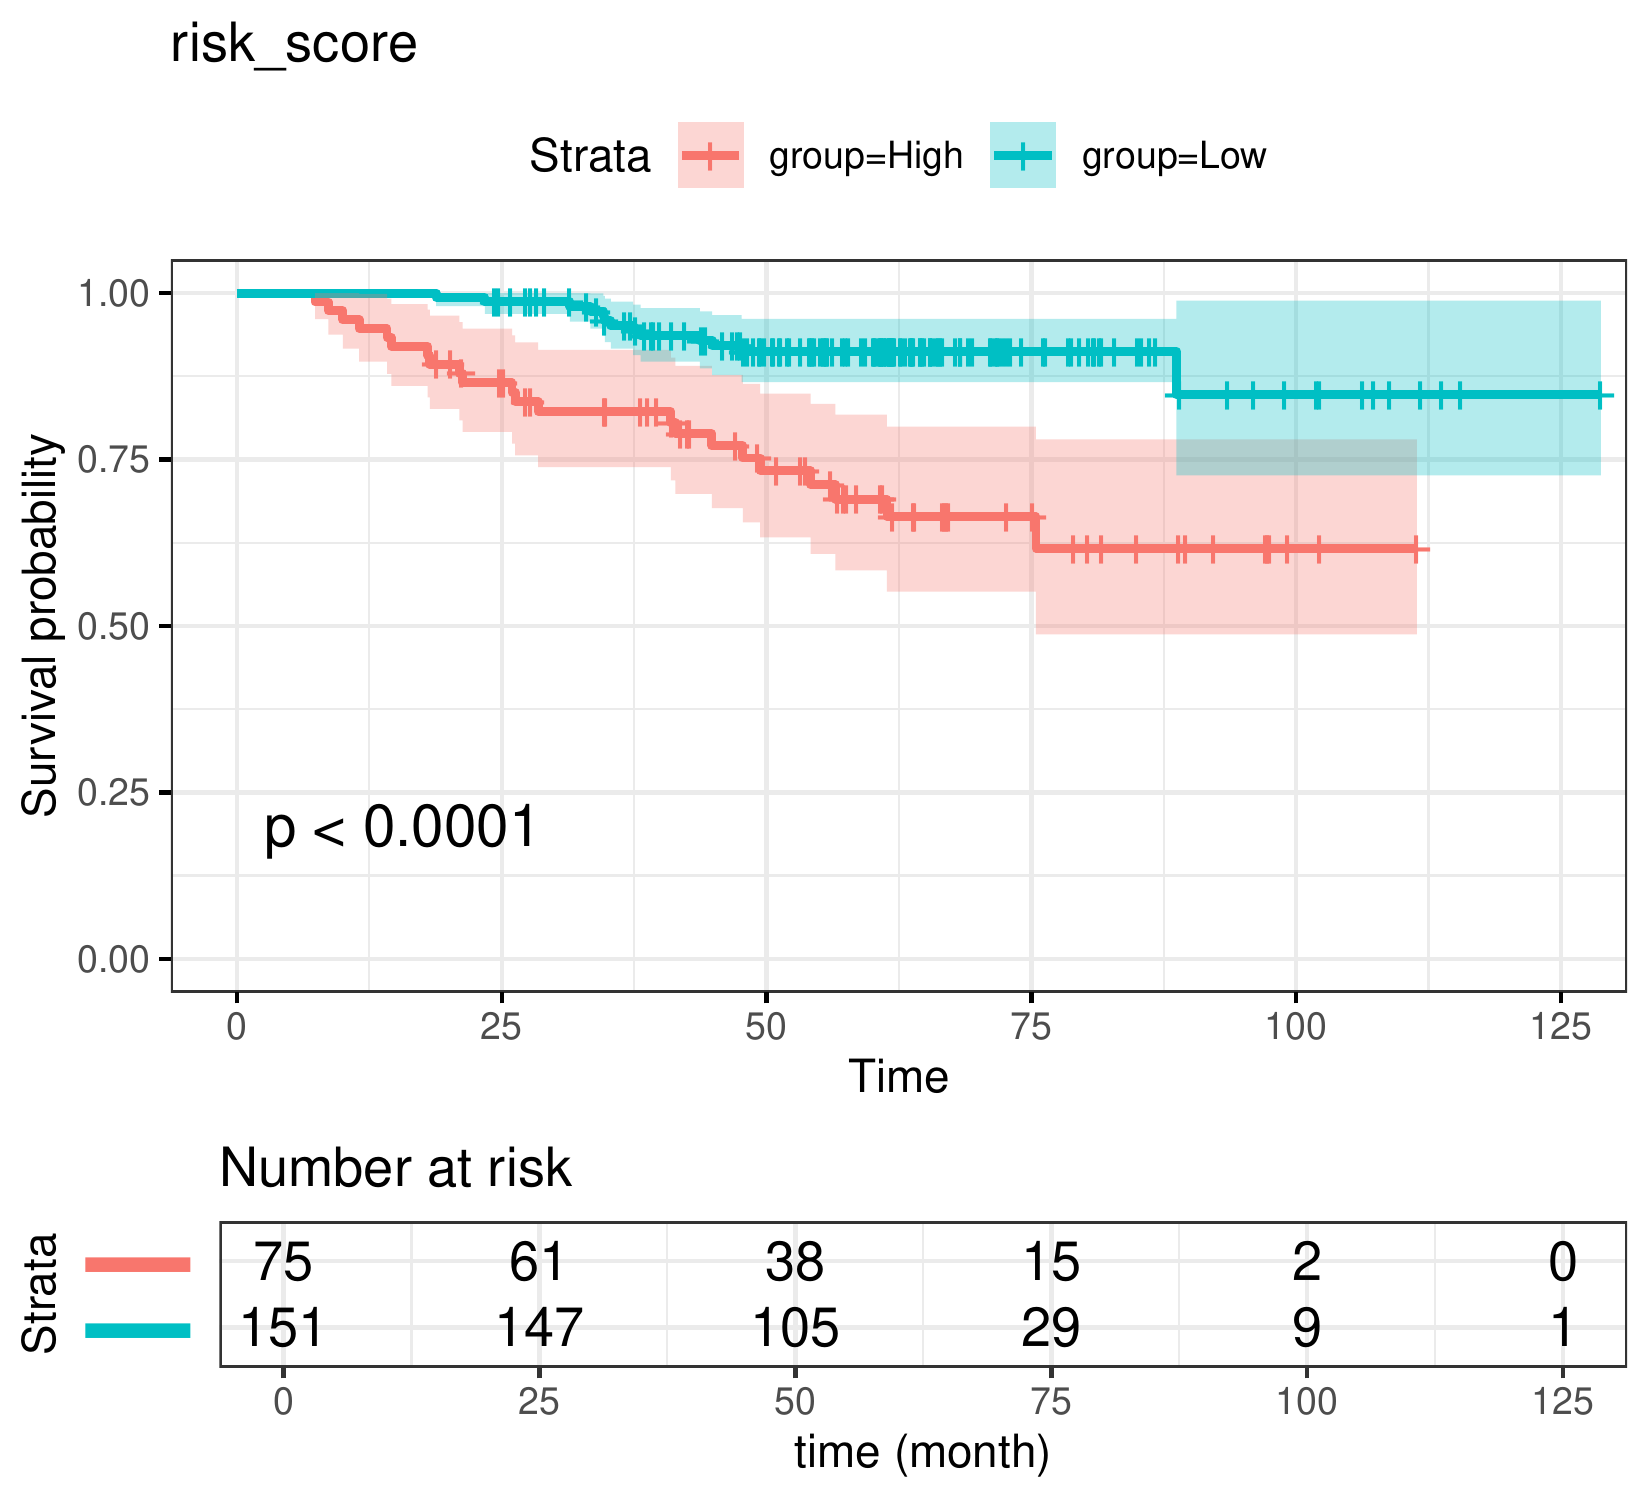 risk_score
Strata group=High group=Low
Survival probability
1.00
0.75
0.50
0.25
0.00
p < 0.0001
0 25 50 75 100 125
Time
Number at risk
Strata
75 61 38 15 2 0
151 147 105 29 9 1
0 25 50 75 100 125
time (month)